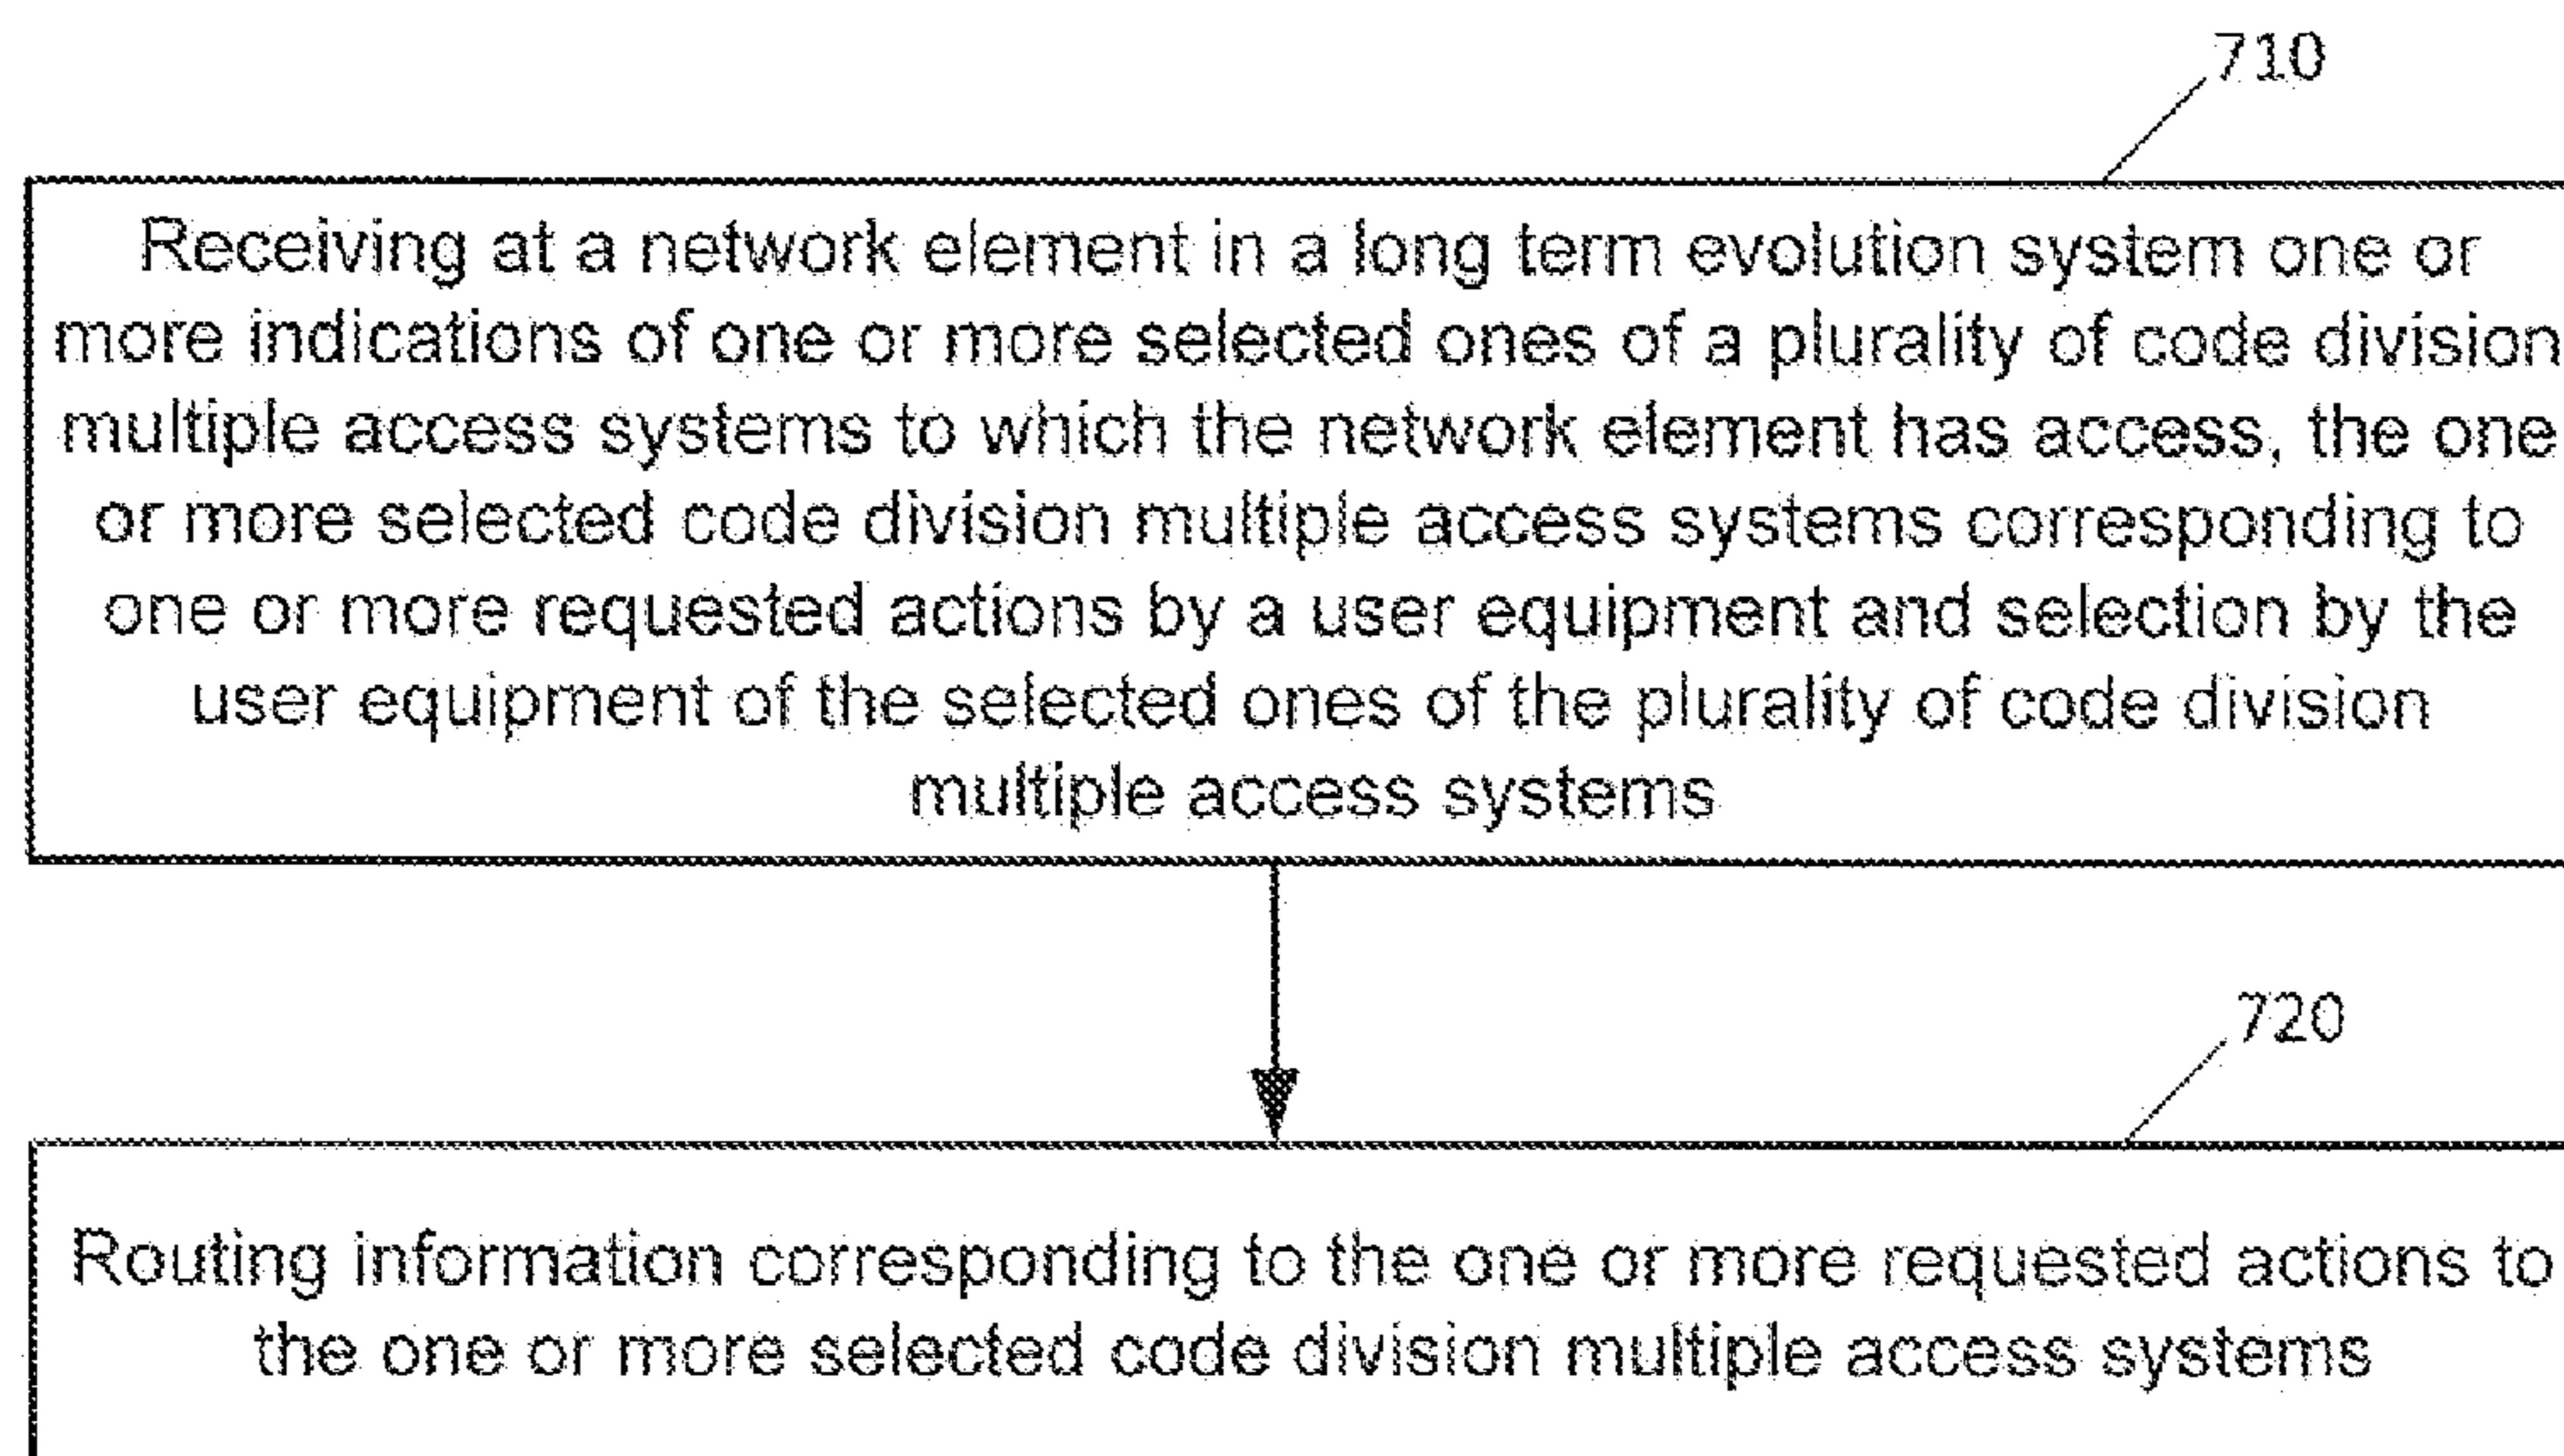 710
Receiving at a network element in a long term evolution system one or
more indications of one or more selected ones of a plurality of code division
multiple access systems to which the network element has access, the one
or more selected code division multiple access systems corresponding to
one or more requested actions by a user equipment and selection by the
user equipment of the selected ones of the plurality of code division
multiple access systems
720
Routing information corresponding to the one or more requested actions to
the one or more selected code division multiple access systems